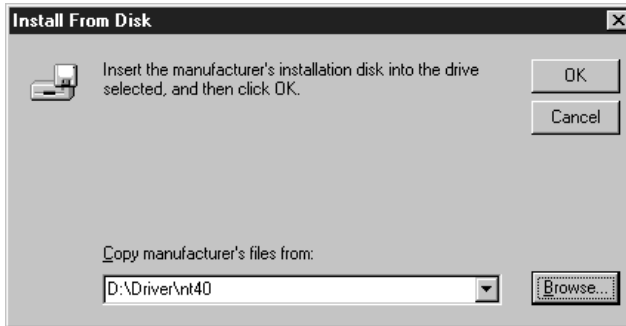 Install From Disk
Insert the manufacturer's installation disk into the drive
selected, and then click OK.
OK
Cancel
Copy manufacturer's files from:
D:\Driver\nt40
Browse...